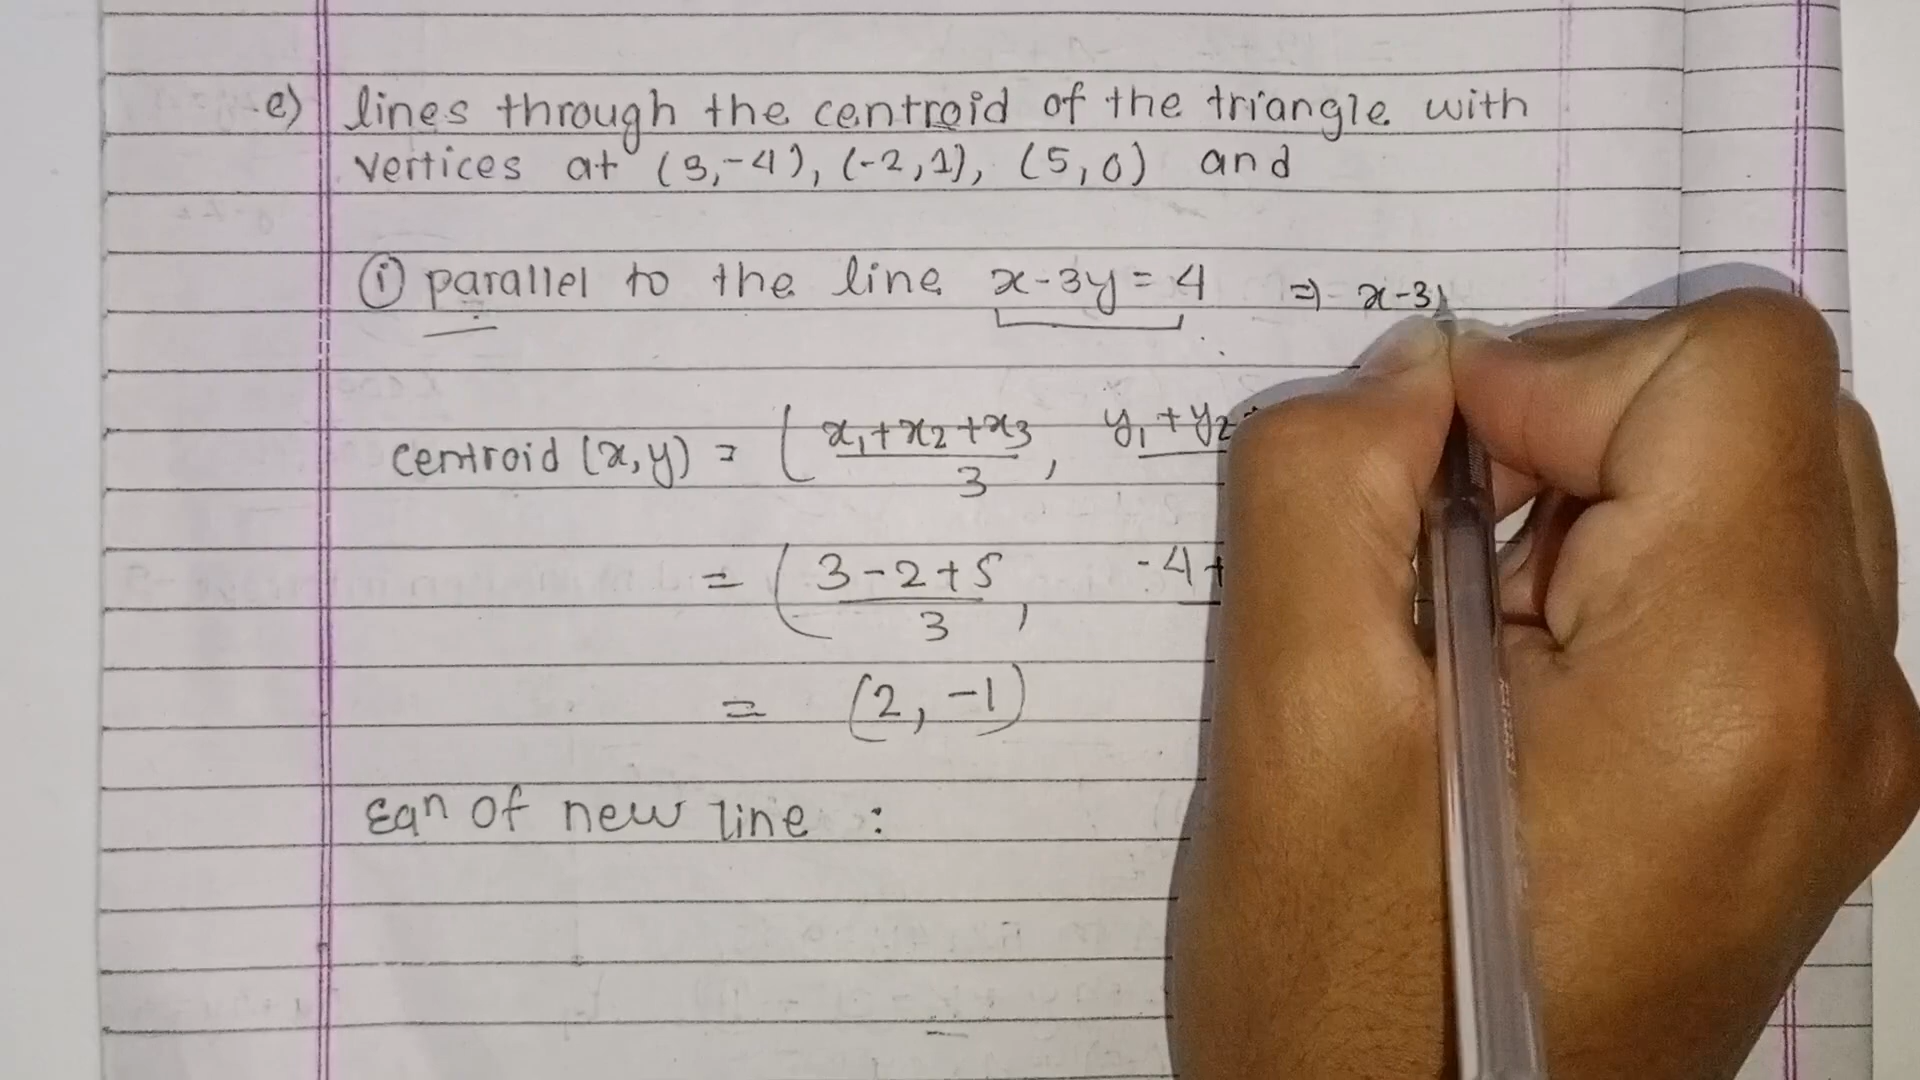 e) lines through the centroid of the triangle with
vertices at (3,-4), (-2,1), (5,0) and
(i) parallel to the line x-3y=4 ⇒ x-3y
centroid (x,y) = (x₁+x₂+x₃/3, y₁+y₂
= (3-2+5/3, -4+
= (2, -1)
Eqn of new line :